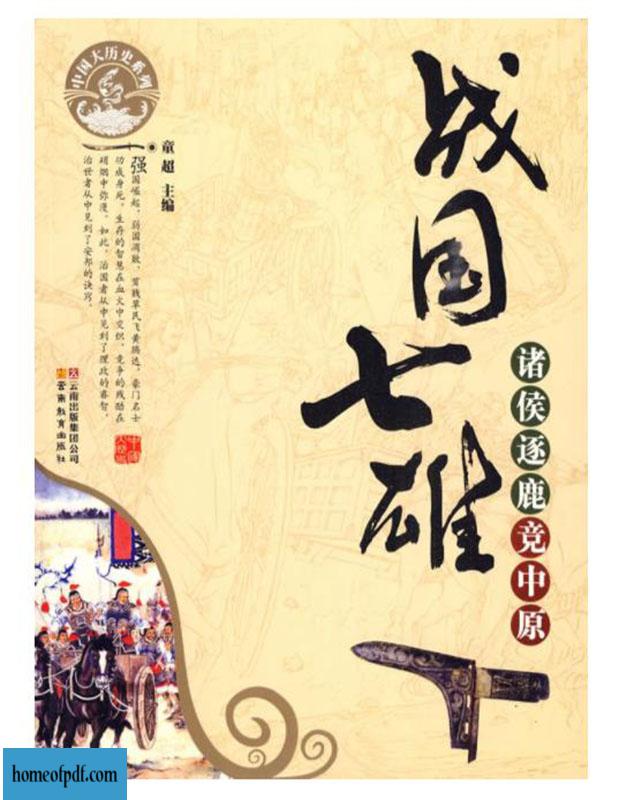 中国大历史系列
战国七雄
诸侯逐鹿竞中原
童超 主编
强国崛起，弱国凋敝，贫贱草民飞黄腾达，豪门名士
功成身死。生存的智慧在血火中交织，竞争的残酷在
硝烟中弥漫。如此，治国者从中见到了理政的睿智，
治世者从中见到了安邦的诀窍。
云南出版集团公司
云南教育出版社
homeofpdf.com